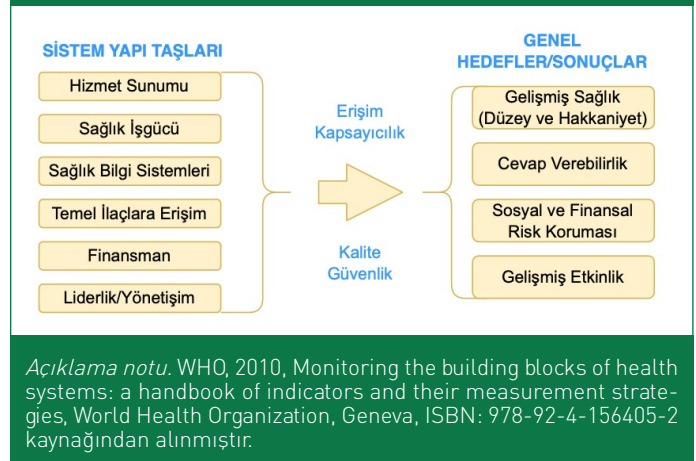 SİSTEM YAPI TAŞLARI
Hizmet Sunumu
Sağlık İşgücü
Sağlık Bilgi Sistemleri
Temel İlaçlara Erişim
Finansman
Liderlik/Yönetişim
Erişim
Kapsayıcılık
Kalite
Güvenlik
GENEL
HEDEFLER/SONUÇLAR
Gelişmiş Sağlık
(Düzey ve Hakkaniyet)
Cevap Verebilirlik
Sosyal ve Finansal
Risk Koruması
Gelişmiş Etkinlik
Açıklama notu. WHO, 2010, Monitoring the building blocks of health
systems: a handbook of indicators and their measurement strate-
gies, World Health Organization, Geneva, ISBN: 978-92-4-156405-2
kaynağından alınmıştır.